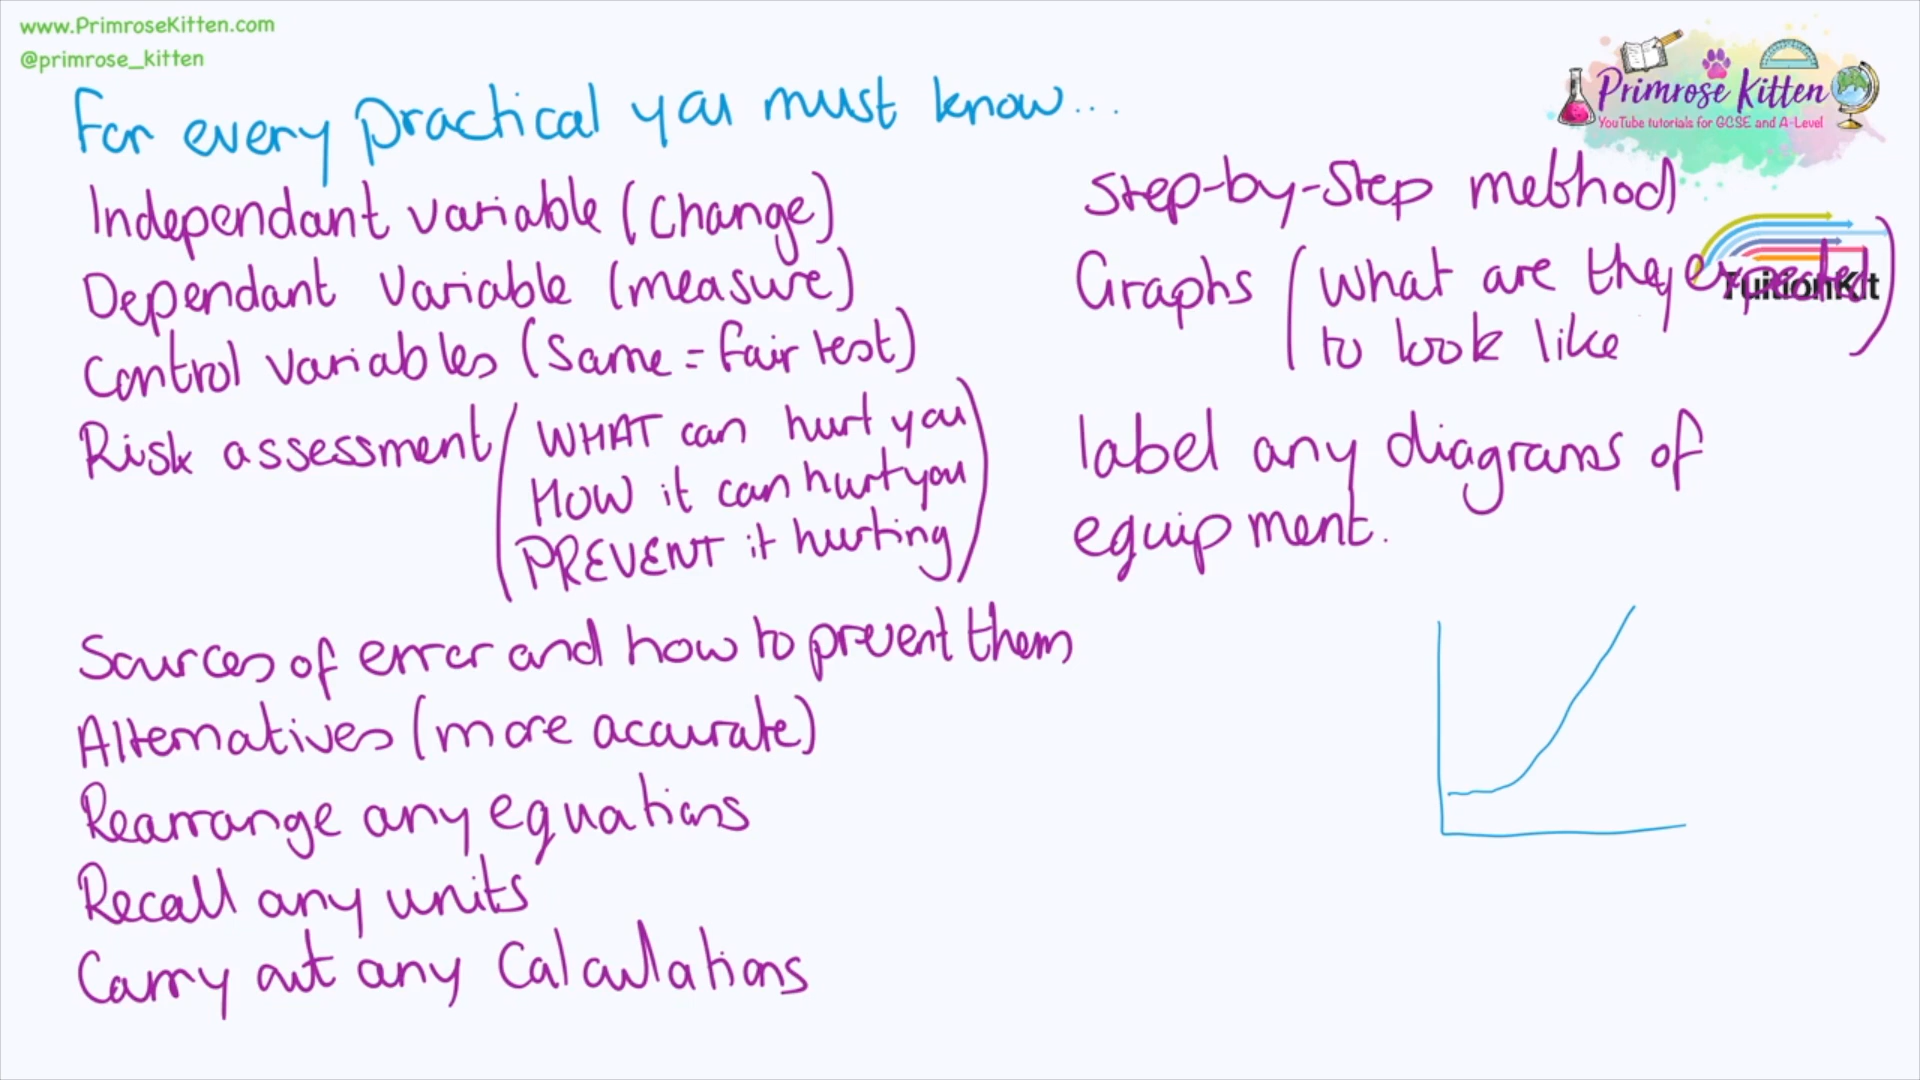 www.PrimroseKitten.com
@primrose_kitten
For every practical you must know...
Independant variable (change)
Dependant variable (measure)
Control variables (same = fair test)
Risk assessment (WHAT can hurt you
HOW it can hurt you
PREVENT it hurting)
Sources of error and how to prevent them
Alternatives (more accurate)
Rearrange any equations
Recall any units
Carry out any calculations
Primrose Kitten
YouTube tutorials for GCSE and A-Level
Step-by-step method
Graphs (what are they expected
to look like)
TuitionKit
label any diagrams of
equipment.